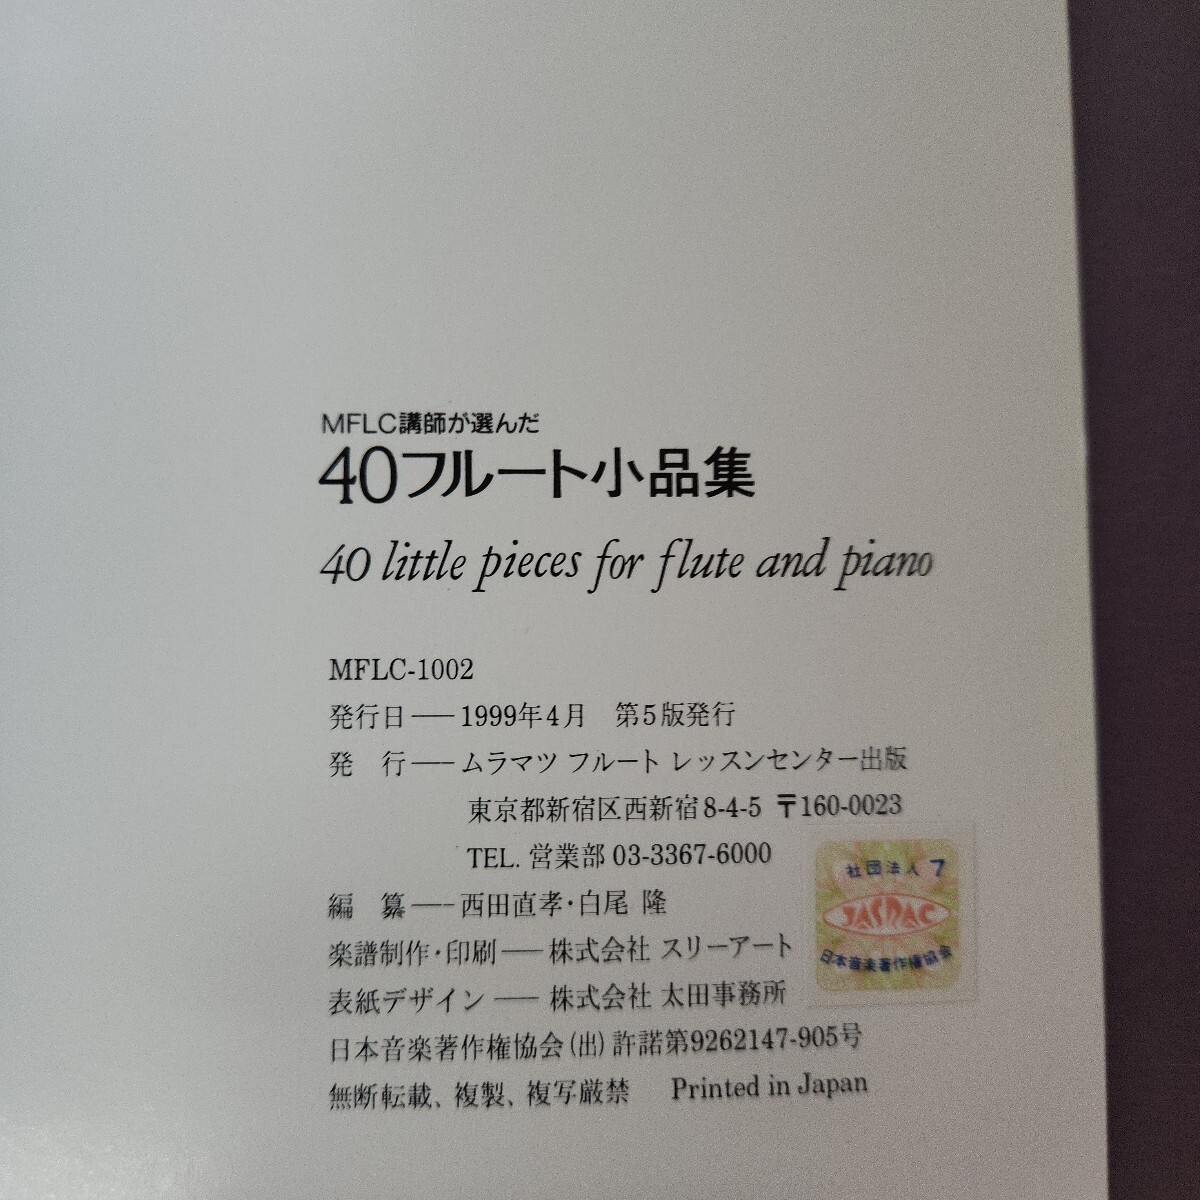 MFLC講師が選んだ
40フルート小品集
40 little pieces for flute and piano
MFLC-1002
発行日 ── 1999年4月　第5版発行
発　行 ── ムラマツ フルート レッスンセンター出版
東京都新宿区西新宿8-4-5 〒160-0023
TEL. 営業部 03-3367-6000
編　纂 ── 西田直孝・白尾 隆
楽譜制作・印刷 ── 株式会社 スリーアート
表紙デザイン ── 株式会社 太田事務所
日本音楽著作権協会(出)許諾第9262147-905号
無断転載、複製、複写厳禁　Printed in Japan
社団法人 7
JASRAC
日本音楽著作権協会